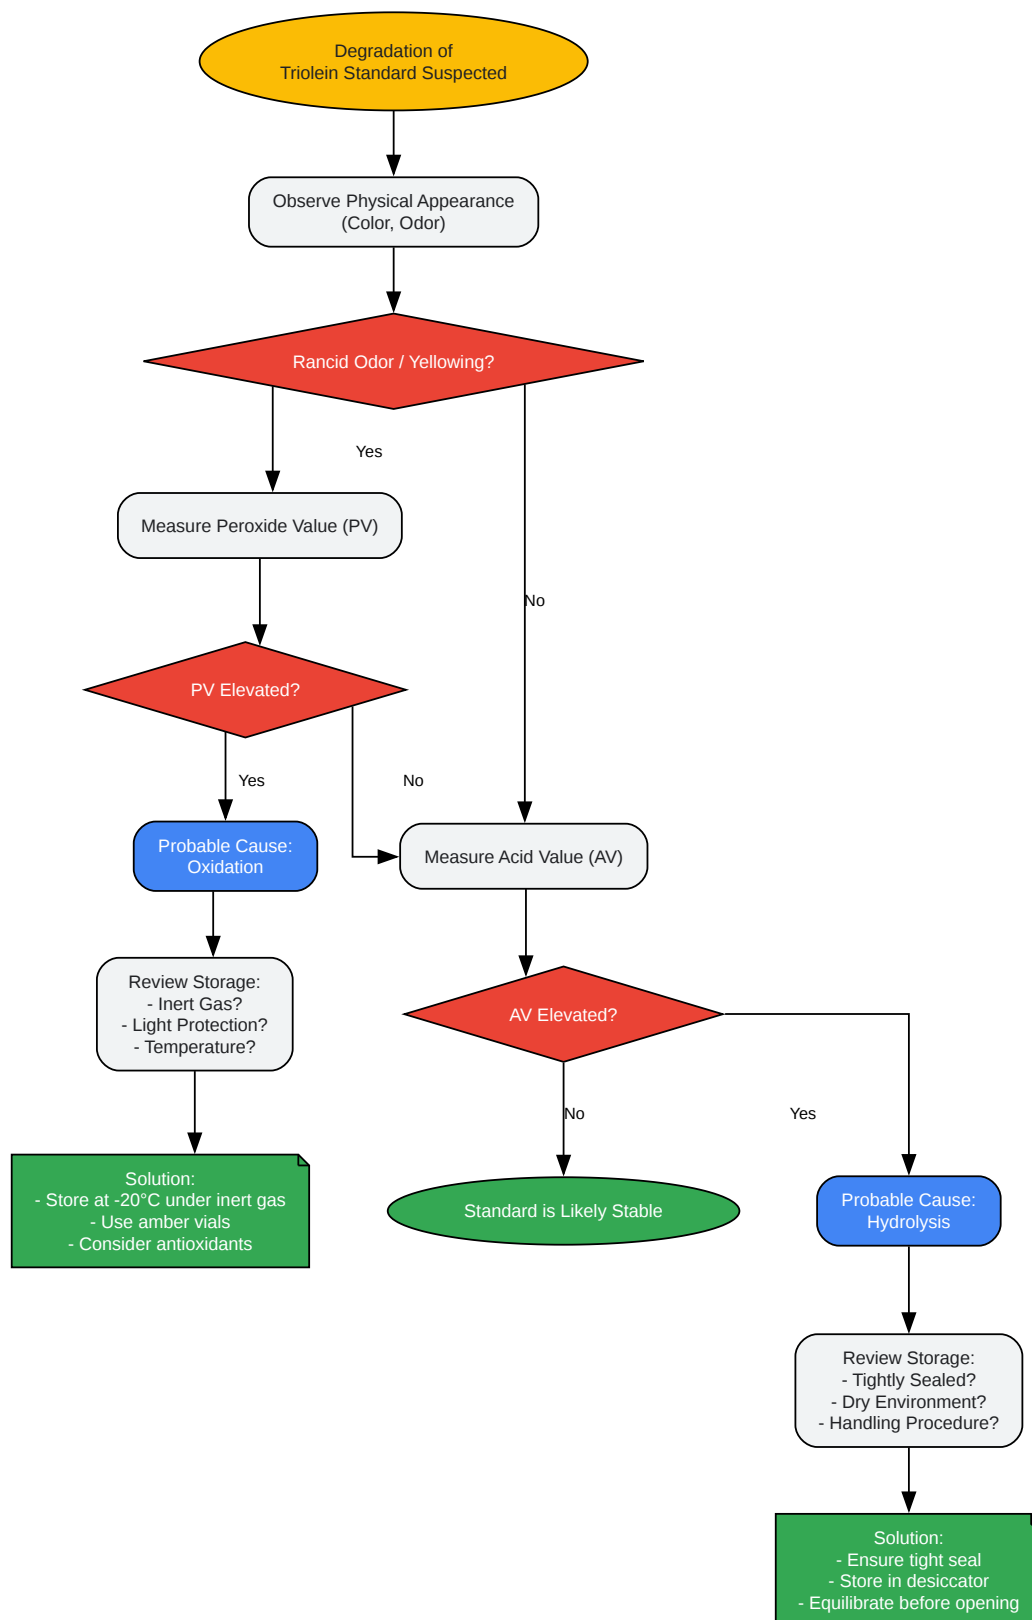 Degradation of
Triolein Standard Suspected
Observe Physical Appearance
(Color, Odor)
Rancid Odor / Yellowing?
Yes
Measure Peroxide Value (PV)
No
PV Elevated?
Yes
No
Probable Cause:
Oxidation
Measure Acid Value (AV)
Review Storage:
- Inert Gas?
- Light Protection?
- Temperature?
AV Elevated?
No
Yes
Solution:
- Store at -20°C under inert gas
- Use amber vials
- Consider antioxidants
Standard is Likely Stable
Probable Cause:
Hydrolysis
Review Storage:
- Tightly Sealed?
- Dry Environment?
- Handling Procedure?
Solution:
- Ensure tight seal
- Store in desiccator
- Equilibrate before opening